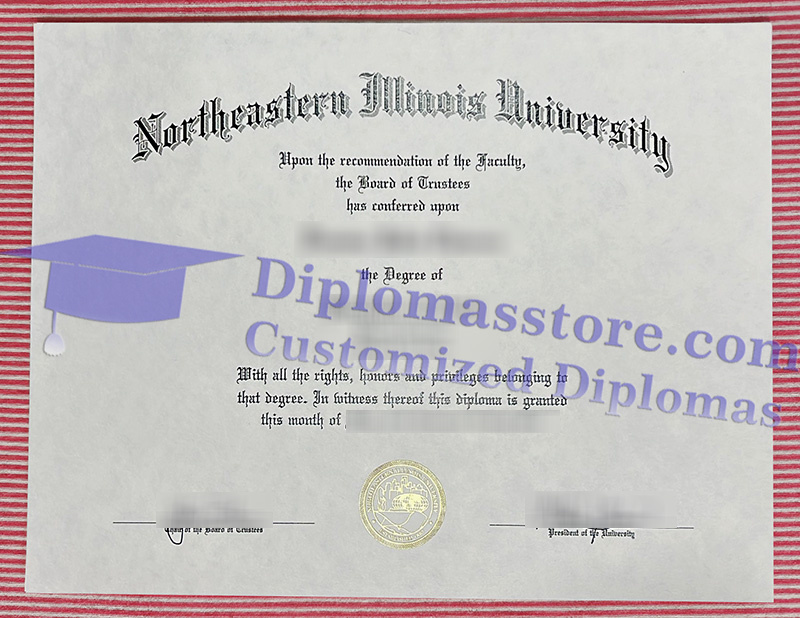 Northeastern Illinois University
Upon the recommendation of the Faculty,
the Board of Trustees
has conferred upon
the Degree of
Diplomasstore.com
Customized Diplomas
With all the rights, honors and privileges belonging to
that degree. In witness thereof this diploma is granted
this month of
Chair of the Board of Trustees
President of the University